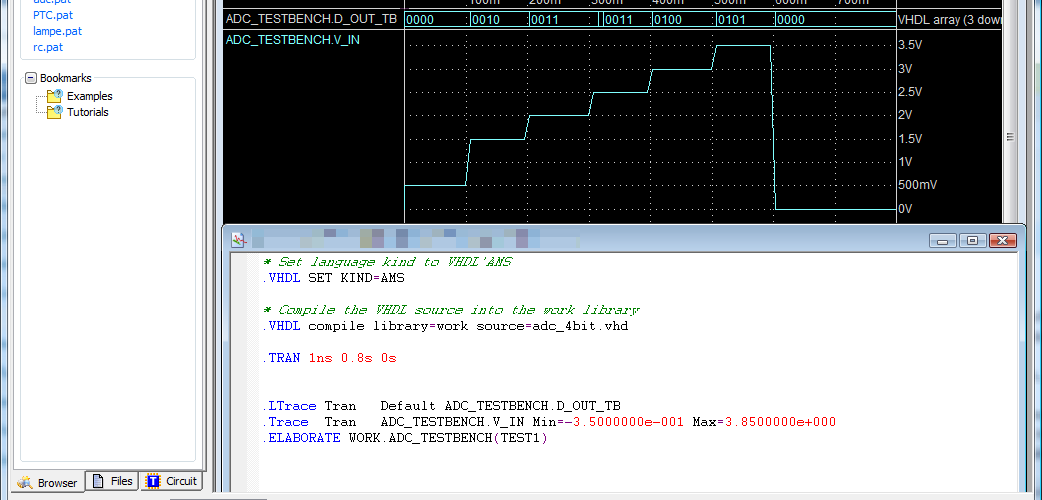 adc.pat
PTC.pat
lampe.pat
rc.pat
Bookmarks
Examples
Tutorials
Browser Files Circuit
100m 200m 300m 400m 500m 600m 700m
ADC_TESTBENCH.D_OUT_TB 0000 0010 0011 0011 0100 0101 0000 VHDL array (3 down
ADC_TESTBENCH.V_IN
3.5V
3V
2.5V
2V
1.5V
1V
500mV
0V
* Set language kind to VHDL'AMS
.VHDL SET KIND=AMS
* Compile the VHDL source into the work library
.VHDL compile library=work source=adc_4bit.vhd
.TRAN 1ns 0.8s 0s
.LTrace Tran Default ADC_TESTBENCH.D_OUT_TB
.Trace Tran ADC_TESTBENCH.V_IN Min=-3.5000000e-001 Max=3.8500000e+000
.ELABORATE WORK.ADC_TESTBENCH(TEST1)